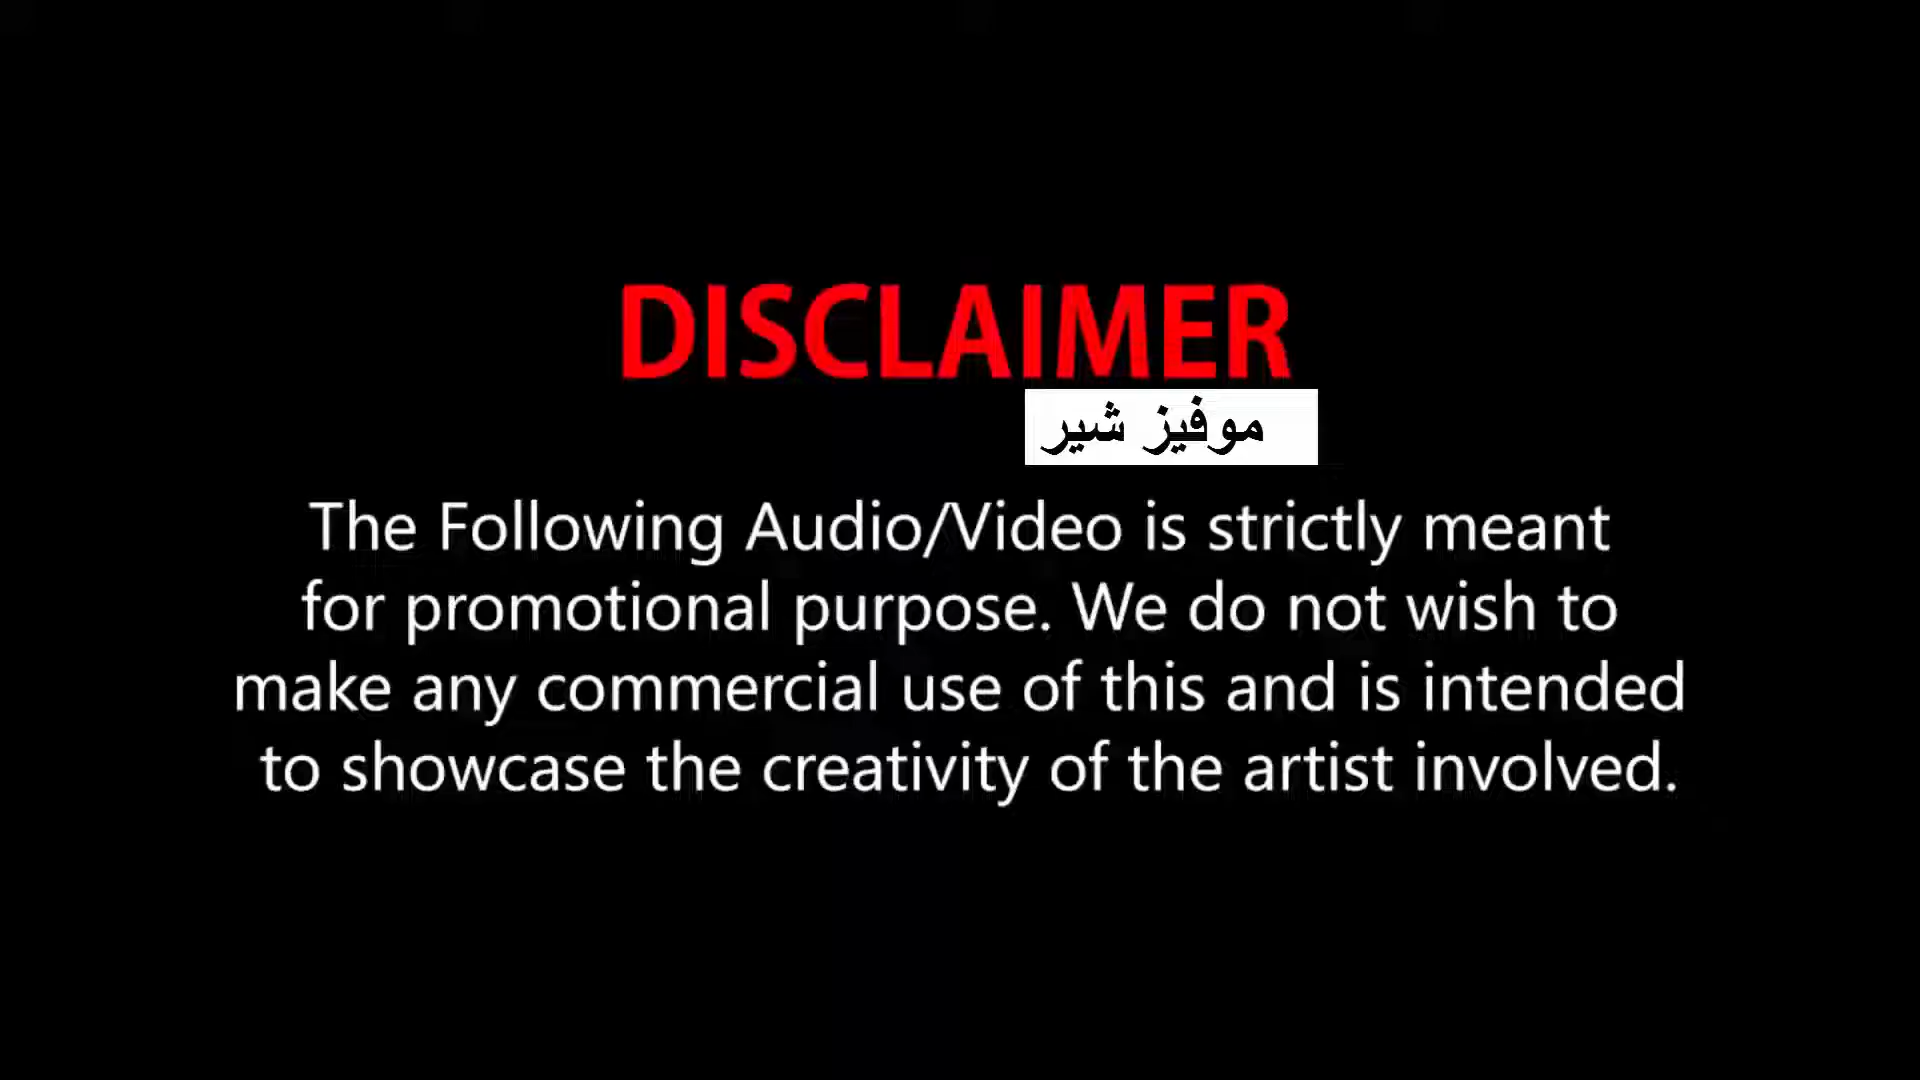 DISCLAIMER
موفيز شير
The Following Audio/Video is strictly meant
for promotional purpose. We do not wish to
make any commercial use of this and is intended
to showcase the creativity of the artist involved.